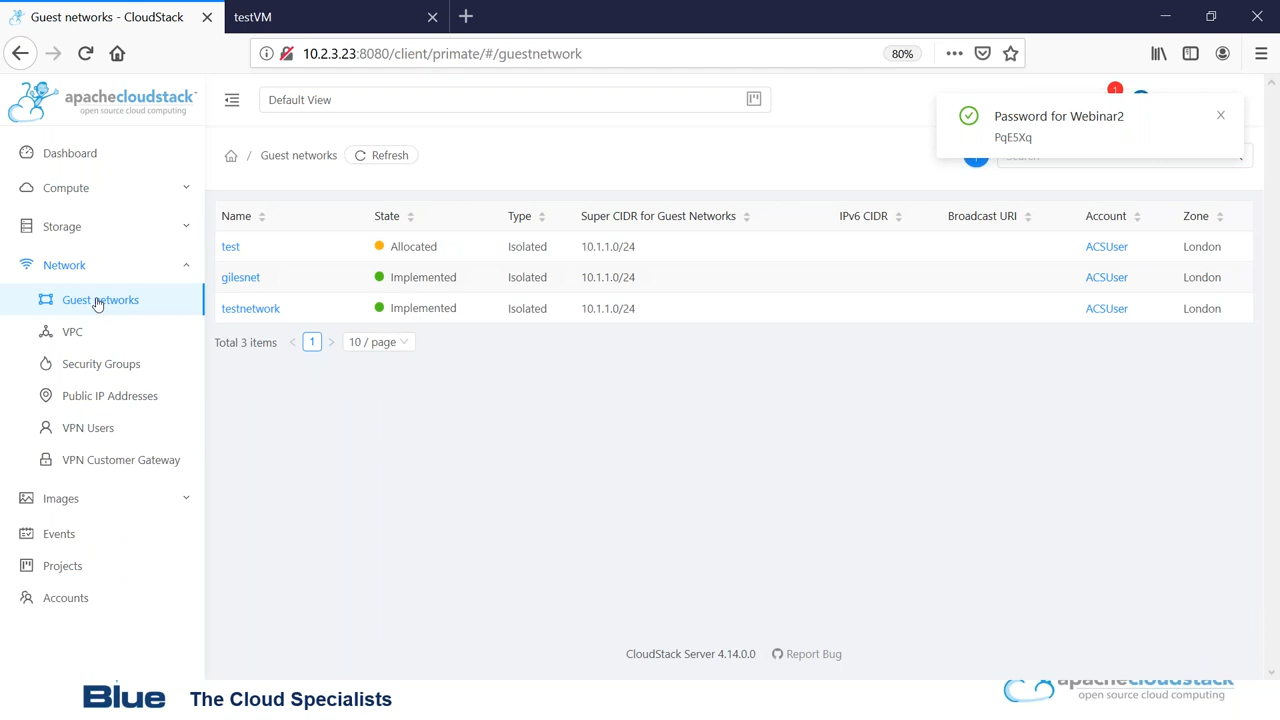 Guest networks - CloudStack
testVM
10.2.3.23:8080/client/primate/#/guestnetwork
80%
apachecloudstack™
open source cloud computing
Default View
1
Password for Webinar2
PqE5Xq
Guest networks
Refresh
/
Dashboard
Compute
Storage
Network
Guest networks
VPC
Security Groups
Public IP Addresses
VPN Users
VPN Customer Gateway
Images
Events
Projects
Accounts
Name State Type Super CIDR for Guest Networks IPv6 CIDR Broadcast URI Account Zone
test Allocated Isolated 10.1.1.0/24 ACSUser London
gilesnet Implemented Isolated 10.1.1.0/24 ACSUser London
testnetwork Implemented Isolated 10.1.1.0/24 ACSUser London
Total 3 items < 1 > 10 / page
CloudStack Server 4.14.0.0 Report Bug
Blue The Cloud Specialists
apachecloudstack
open source cloud computing